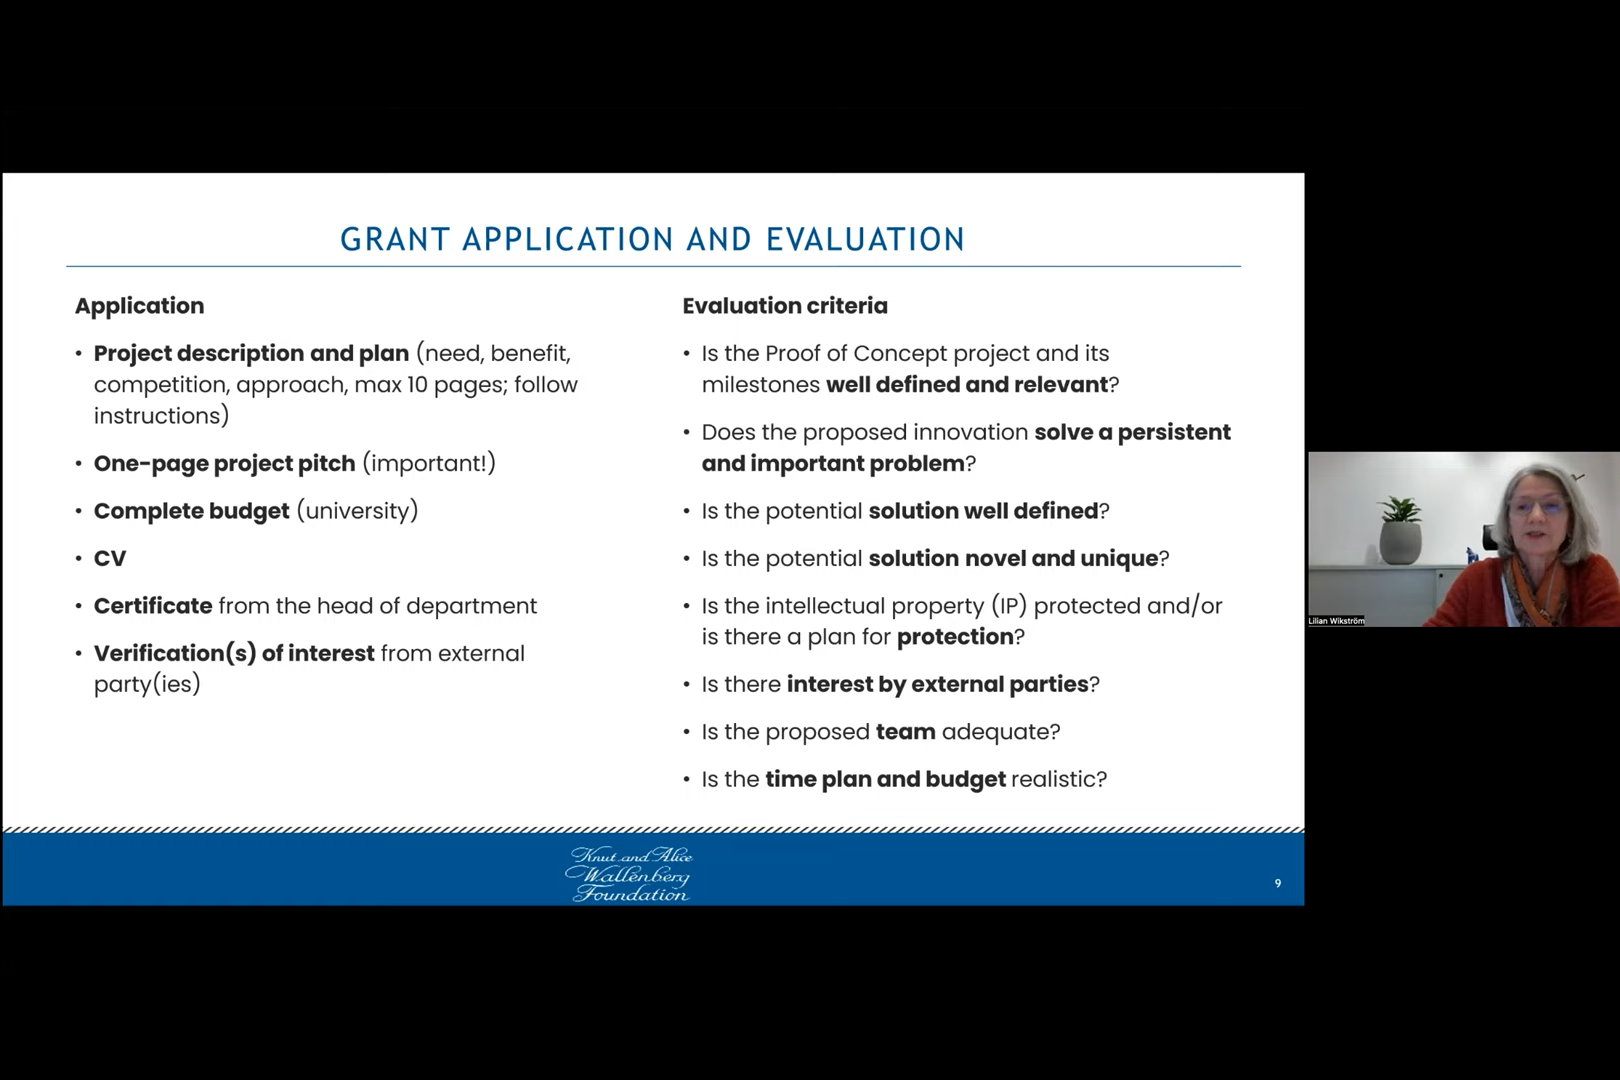 GRANT APPLICATION AND EVALUATION
Application
• Project description and plan (need, benefit,
competition, approach, max 10 pages; follow
instructions)
• One-page project pitch (important!)
• Complete budget (university)
• CV
• Certificate from the head of department
• Verification(s) of interest from external
party(ies)
Evaluation criteria
• Is the Proof of Concept project and its
milestones well defined and relevant?
• Does the proposed innovation solve a persistent
and important problem?
• Is the potential solution well defined?
• Is the potential solution novel and unique?
• Is the intellectual property (IP) protected and/or
is there a plan for protection?
• Is there interest by external parties?
• Is the proposed team adequate?
• Is the time plan and budget realistic?
Knut and Alice
Wallenberg
Foundation
9
Lilian Wikström